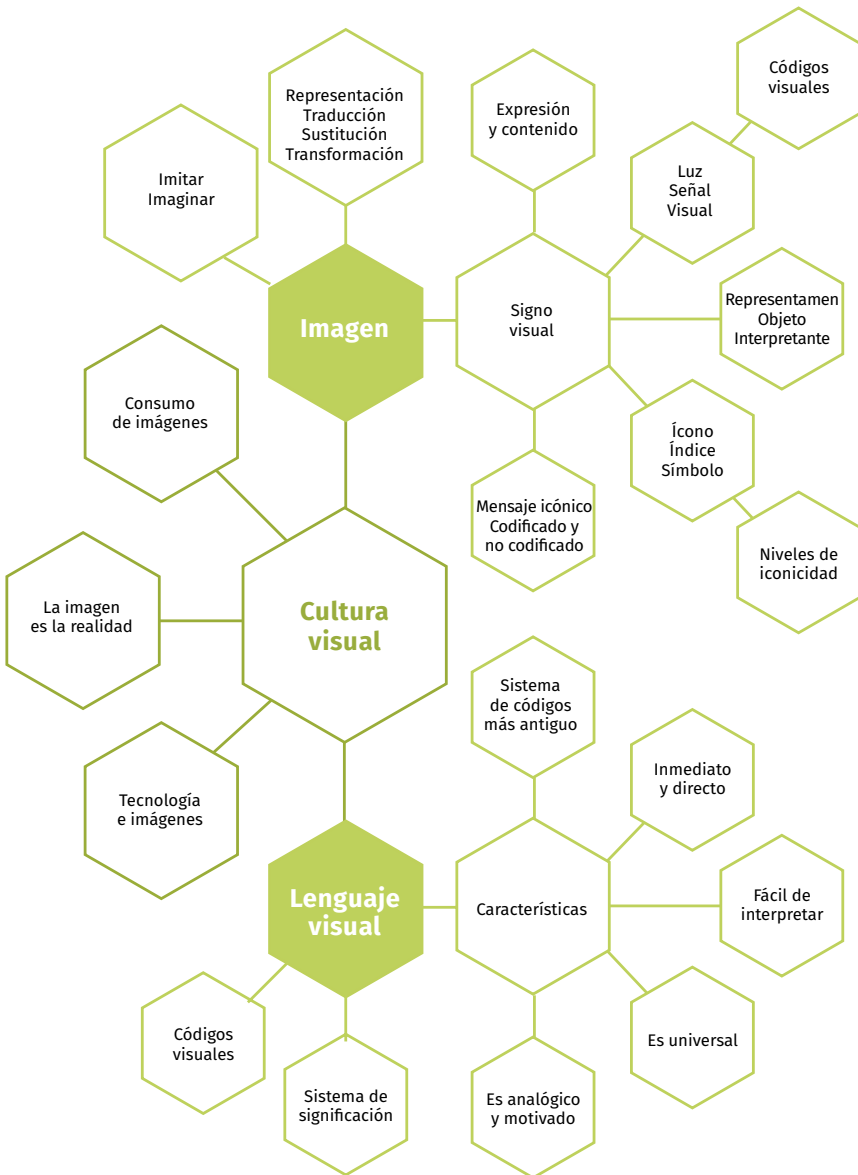 Códigos
visuales
Representación
Traducción
Sustitución
Transformación
Expresión
y contenido
Imitar
Imaginar
Luz
Señal
Visual
Imagen
Signo
visual
Representamen
Objeto
Interpretante
Consumo
de imágenes
Ícono
Índice
Símbolo
Mensaje icónico
Codificado y
no codificado
Niveles de
iconicidad
La imagen
es la realidad
Cultura
visual
Sistema
de códigos
más antiguo
Inmediato
y directo
Tecnología
e imágenes
Lenguaje
visual
Características
Fácil de
interpretar
Códigos
visuales
Es universal
Sistema de
significación
Es analógico
y motivado